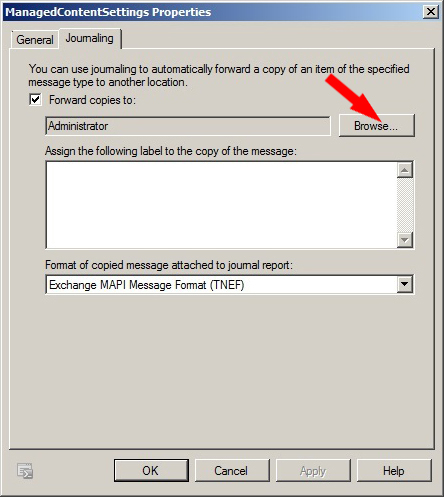 ManagedContentSettings Properties
General
Journaling
You can use journaling to automatically forward a copy of an item of the specified
message type to another location.
Forward copies to:
Administrator
Browse...
Assign the following label to the copy of the message:
Format of copied message attached to journal report:
Exchange MAPI Message Format (TNEF)
OK
Cancel
Apply
Help